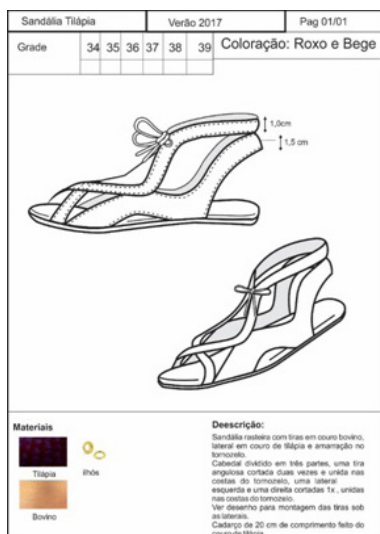 Sandália Tilápia
Verão 2017
Pag 01/01
Grade
34 35 36 37 38 39
Coloração: Roxo e Bege
1,0cm
1,5 cm
Materiais
Tilápia
ilhós
Bovino
Deescrição:
Sandália rasteira com tiras em couro bovino,
lateral em couro de tilápia e amarração no
tornozelo.
Cabedal dividido em três partes, uma tira
angulosa cortada duas vezes e unida nas
costas do tornozelo, uma lateral
esquerda e uma direita cortadas 1x , unidas
nas costas do tornozelo.
Ver desenho para montagem das tiras sob
as laterais.
Cadarço de 20 cm de comprimento feito do
couro de tilápia.